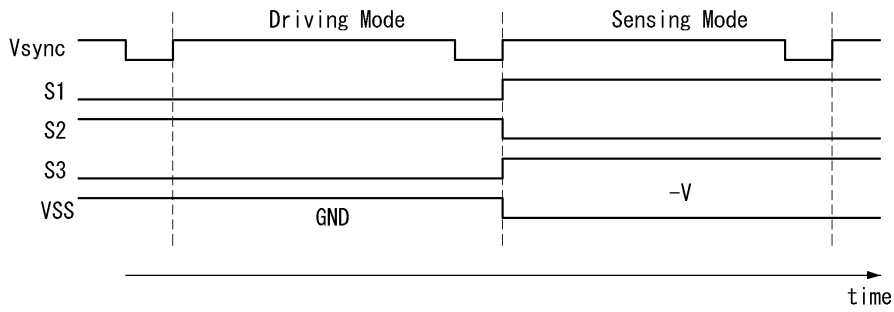 Driving Mode
Sensing Mode
Vsync
S1
S2
S3
-V
VSS
GND
time